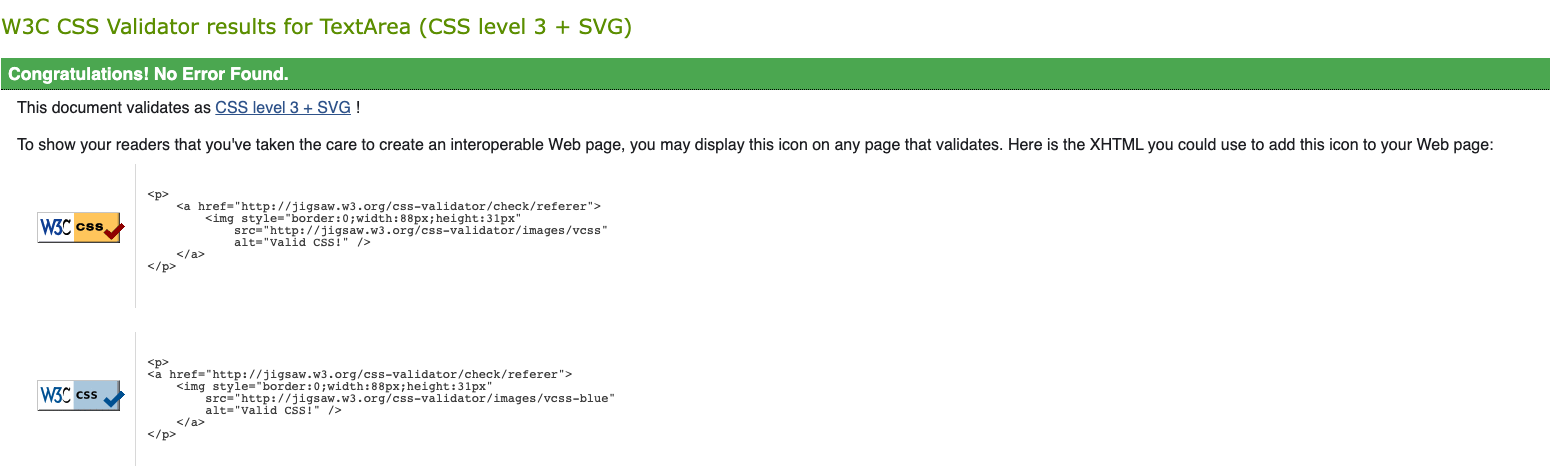 W3C CSS Validator results for TextArea (CSS level 3 + SVG)
Congratulations! No Error Found.
This document validates as CSS level 3 + SVG !
To show your readers that you've taken the care to create an interoperable Web page, you may display this icon on any page that validates. Here is the XHTML you could use to add this icon to your Web page:
W3C css
<p>
    <a href="http://jigsaw.w3.org/css-validator/check/referer">
        <img style="border:0;width:88px;height:31px"
            src="http://jigsaw.w3.org/css-validator/images/vcss"
            alt="Valid CSS!" />
    </a>
</p>
W3C css
<p>
<a href="http://jigsaw.w3.org/css-validator/check/referer">
    <img style="border:0;width:88px;height:31px"
        src="http://jigsaw.w3.org/css-validator/images/vcss-blue"
        alt="Valid CSS!" />
    </a>
</p>